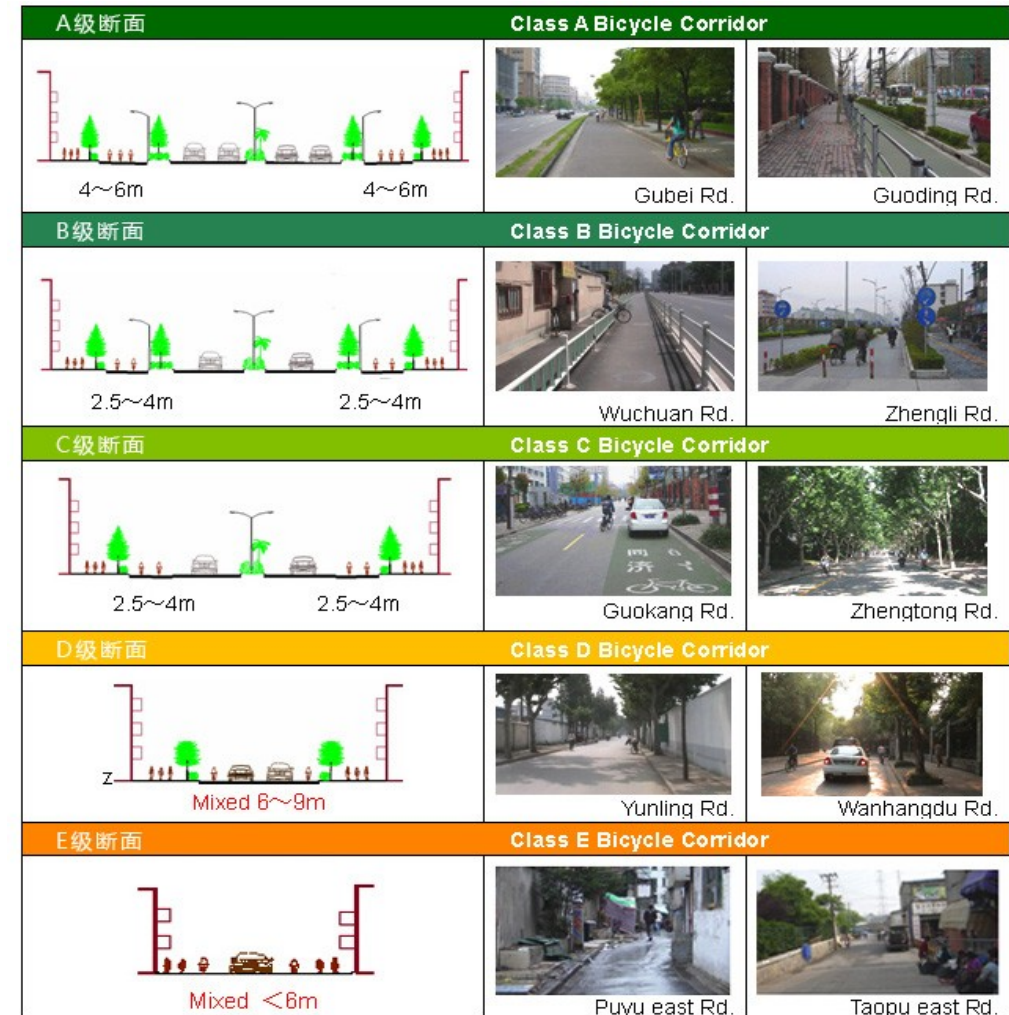 A级断面 Class A Bicycle Corridor
4～6m 4～6m
Gubei Rd. Guoding Rd.
B级断面 Class B Bicycle Corridor
2.5～4m 2.5～4m
Wuchuan Rd. Zhengli Rd.
C级断面 Class C Bicycle Corridor
同
济
2.5～4m 2.5～4m
Guokang Rd. Zhengtong Rd.
D级断面 Class D Bicycle Corridor
Z
Mixed 6～9m
Yunling Rd. Wanhangdu Rd.
E级断面 Class E Bicycle Corridor
Mixed ＜6m
Puyu east Rd. Taopu east Rd.